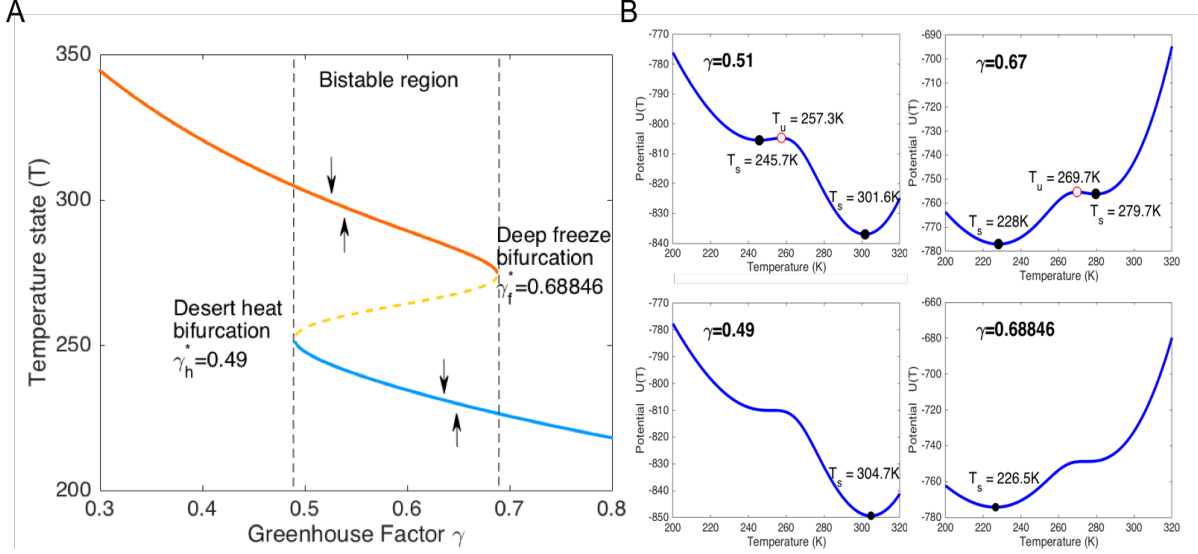 A
350
300
250
200
Temperature state (T)
0.3
0.4
0.5
0.6
0.7
0.8
Greenhouse Factor γ
Bistable region
Deep freeze
bifurcation
γ*f=0.68846
Desert heat
bifurcation
γ*h=0.49
B
-770
-780
-790
-800
-810
-820
-830
-840
Potential U(T)
γ=0.51
Tu = 257.3K
Ts = 245.7K
Ts = 301.6K
200 220 240 260 280 300 320
Temperature (K)
-690
-700
-710
-720
-730
-740
-750
-760
-770
-780
Potential U(T)
γ=0.67
Tu = 269.7K
Ts = 279.7K
Ts = 228K
200 220 240 260 280 300 320
Temperature (K)
-770
-780
-790
-800
-810
-820
-830
-840
-850
Potential U(T)
γ=0.49
Ts = 304.7K
200 220 240 260 280 300 320
Temperature (K)
-660
-680
-700
-720
-740
-760
-780
Potential U(T)
γ=0.68846
Ts = 226.5K
200 220 240 260 280 300 320
Temperature (K)